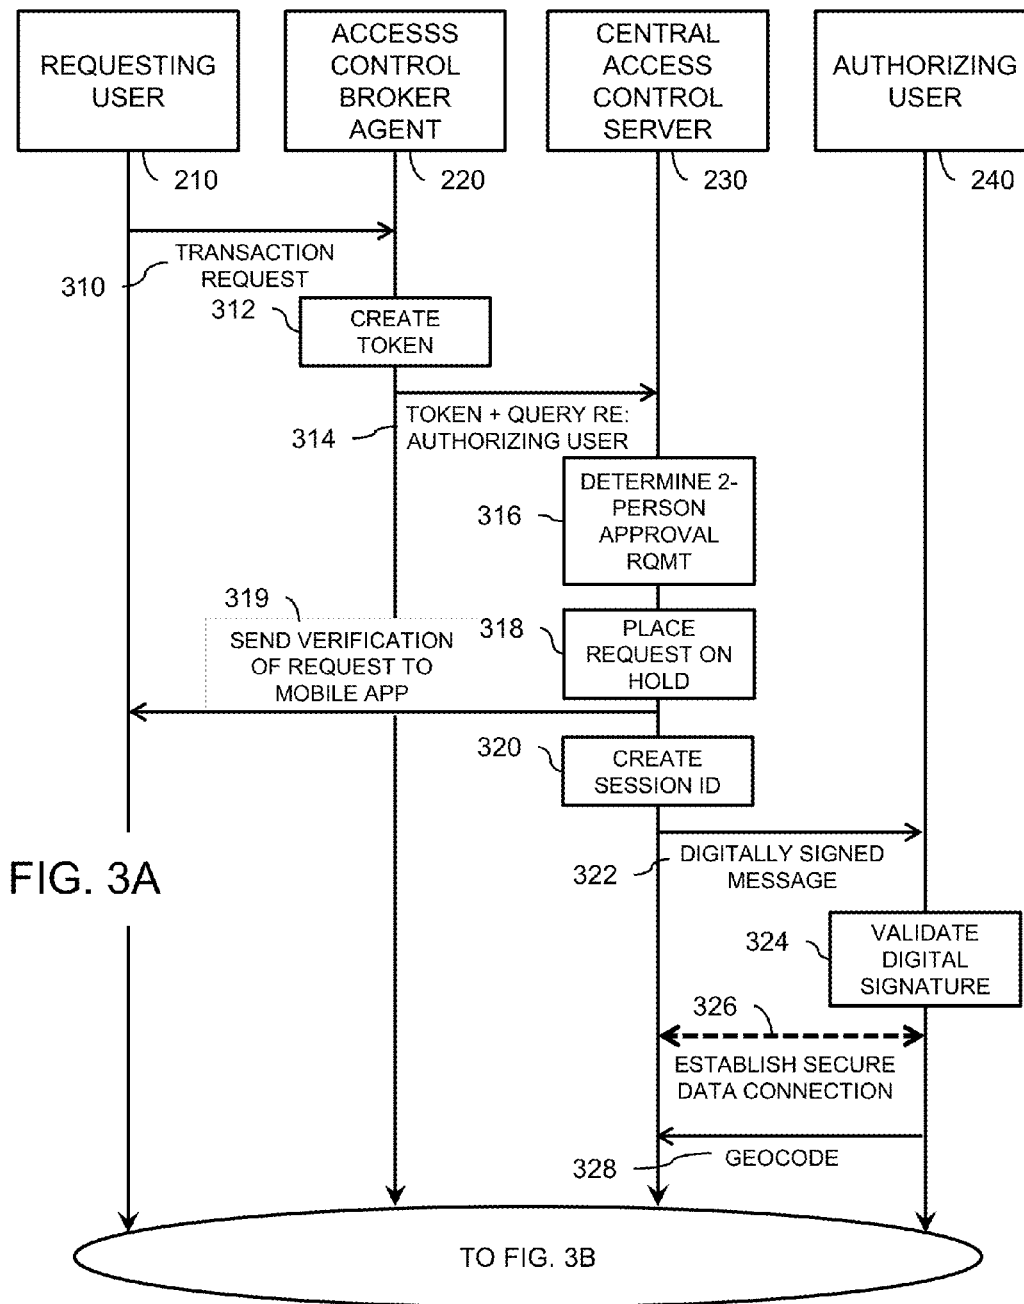 REQUESTING
USER
210
ACCESSS
CONTROL
BROKER
AGENT
220
CENTRAL
ACCESS
CONTROL
SERVER
230
AUTHORIZING
USER
240
310
TRANSACTION
REQUEST
312
CREATE
TOKEN
314
TOKEN + QUERY RE:
AUTHORIZING USER
316
DETERMINE 2-
PERSON
APPROVAL
RQMT
318
PLACE
REQUEST ON
HOLD
319
SEND VERIFICATION
OF REQUEST TO
MOBILE APP
320
CREATE
SESSION ID
322
DIGITALLY SIGNED
MESSAGE
FIG. 3A
324
VALIDATE
DIGITAL
SIGNATURE
326
ESTABLISH SECURE
DATA CONNECTION
328
GEOCODE
TO FIG. 3B